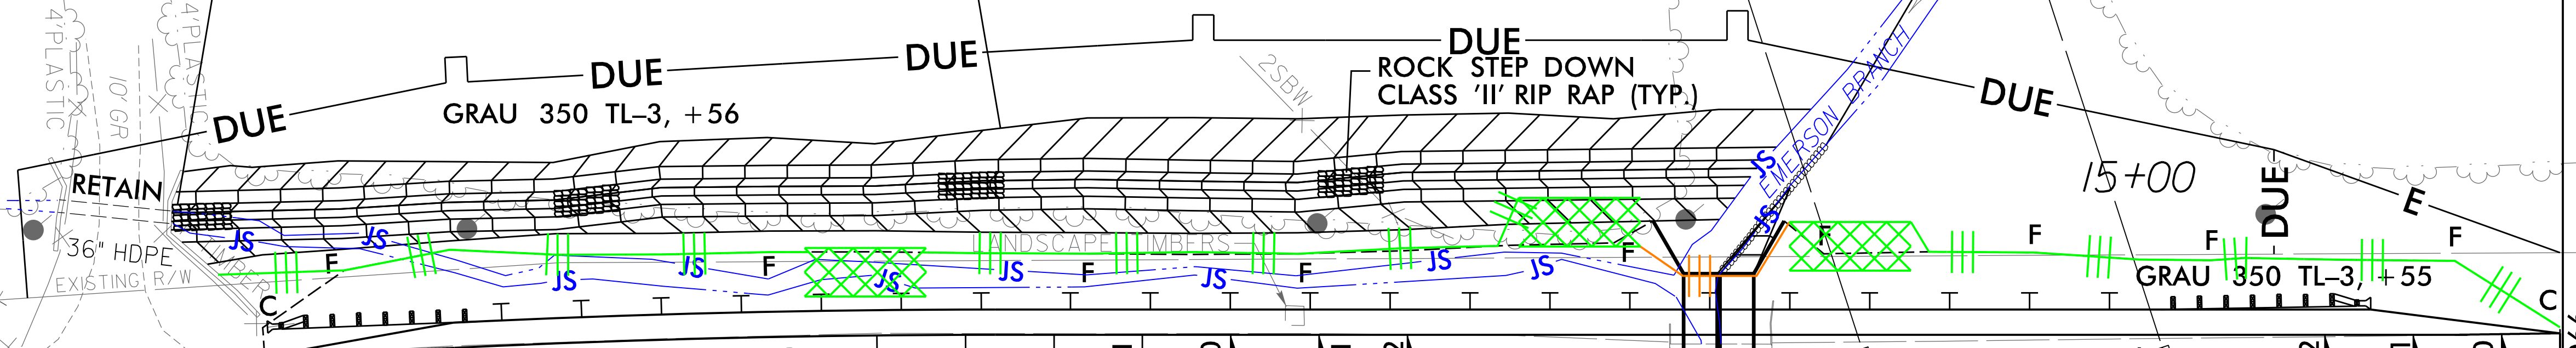 4' PLASTIC
10' GR
4' PLASTIC
DUE
DUE
DUE
DUE
DUE
DUE
E
GRAU 350 TL-3, +56
2SBW
ROCK STEP DOWN
CLASS 'II' RIP RAP (TYP.)
EMERSON BRANCH
JS
JS
15+00
RETAIN
36" HDPE
EXISTING R/W
TIMBERS
LANDSCAPE TIMBERS
JS
JS
JS
JS
JS
JS
JS
JS
JS
F
F
F
F
F
F
F
F
F
C
C
GRAU 350 TL-3, +55